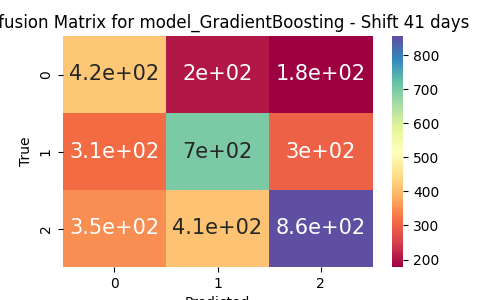 fusion Matrix for model_GradientBoosting - Shift 41 days
True
0 4.2e+02 2e+02 1.8e+02
1 3.1e+02 7e+02 3e+02
2 3.5e+02 4.1e+02 8.6e+02
0 1 2
Predicted
800
700
600
500
400
300
200